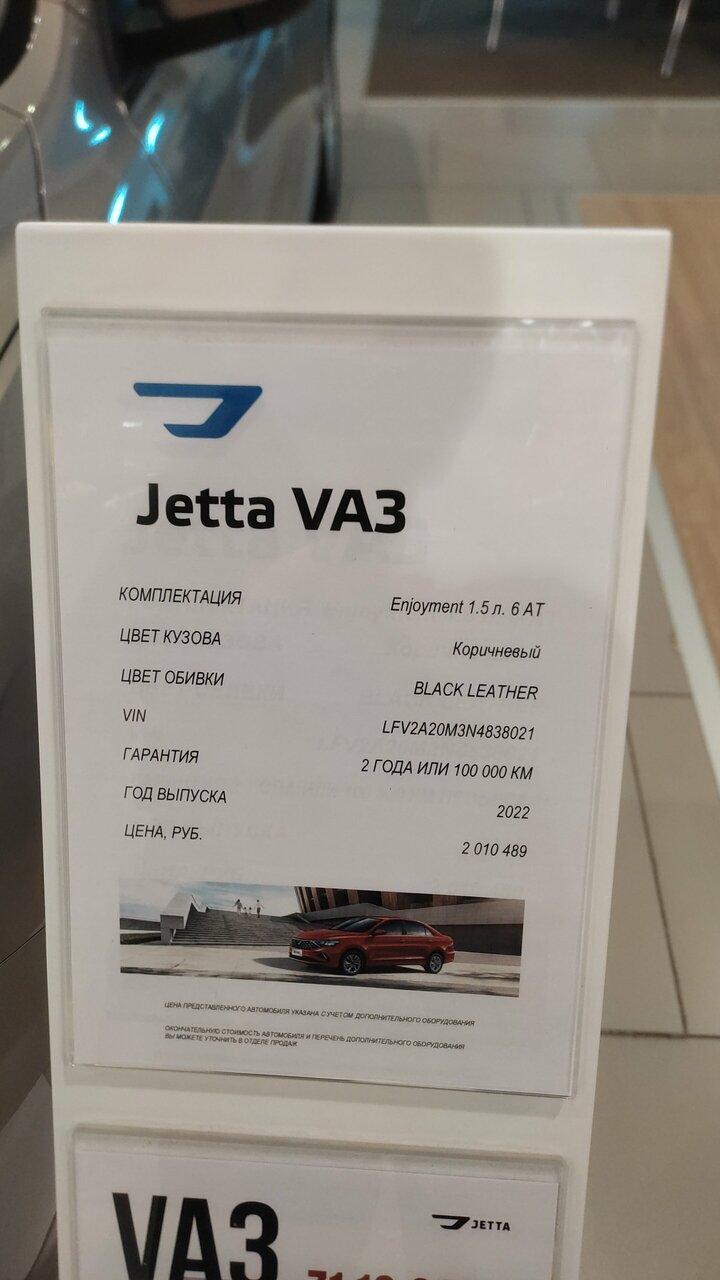 Jetta VA3
КОМПЛЕКТАЦИЯ Enjoyment 1.5 л. 6 AT
ЦВЕТ КУЗОВА Коричневый
ЦВЕТ ОБИВКИ BLACK LEATHER
VIN LFV2A20M3N4838021
ГАРАНТИЯ 2 ГОДА ИЛИ 100 000 КМ
ГОД ВЫПУСКА 2022
ЦЕНА, РУБ. 2 010 489
ЦЕНА ПРЕДСТАВЛЕННОГО АВТОМОБИЛЯ УКАЗАНА С УЧЕТОМ ДОПОЛНИТЕЛЬНОГО ОБОРУДОВАНИЯ
ОКОНЧАТЕЛЬНУЮ СТОИМОСТЬ АВТОМОБИЛЯ И ПЕРЕЧЕНЬ ДОПОЛНИТЕЛЬНОГО ОБОРУДОВАНИЯ
ВЫ МОЖЕТЕ УТОЧНИТЬ В ОТДЕЛЕ ПРОДАЖ
VA3 JETTA